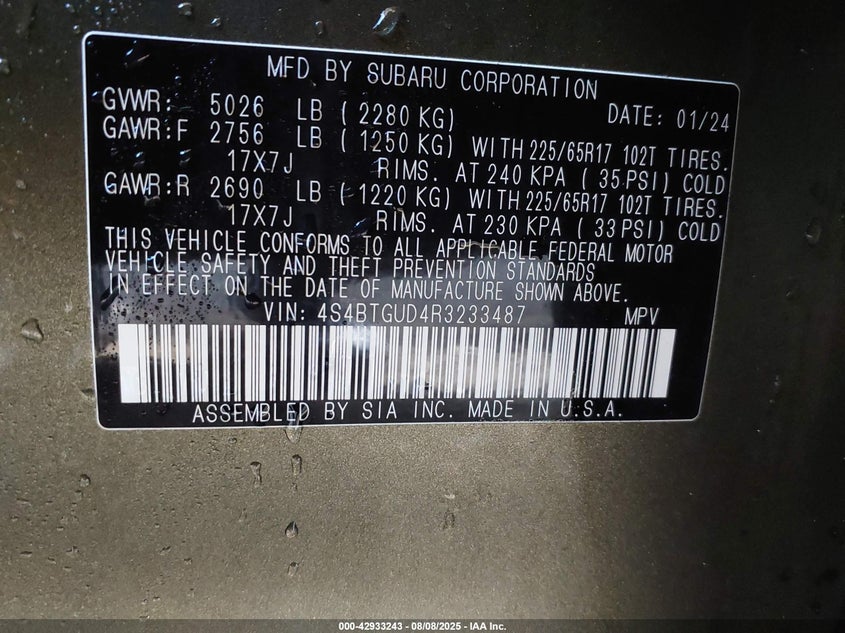 MFD BY SUBARU CORPORATION
GVWR: 5026 LB ( 2280 KG) DATE: 01/24
GAWR:F 2756 LB ( 1250 KG) WITH 225/65R17 102T TIRES.
17X7J RIMS. AT 240 KPA ( 35 PSI) COLD
GAWR:R 2690 LB ( 1220 KG) WITH 225/65R17 102T TIRES.
17X7J RIMS. AT 230 KPA ( 33 PSI) COLD
THIS VEHICLE CONFORMS TO ALL APPLICABLE FEDERAL MOTOR
VEHICLE SAFETY AND THEFT PREVENTION STANDARDS
IN EFFECT ON THE DATE OF MANUFACTURE SHOWN ABOVE.
VIN: 4S4BTGUD4R3233487 MPV
ASSEMBLED BY SIA INC. MADE IN U.S.A.
000-42933243 - 08/08/2025 - IAA Inc.